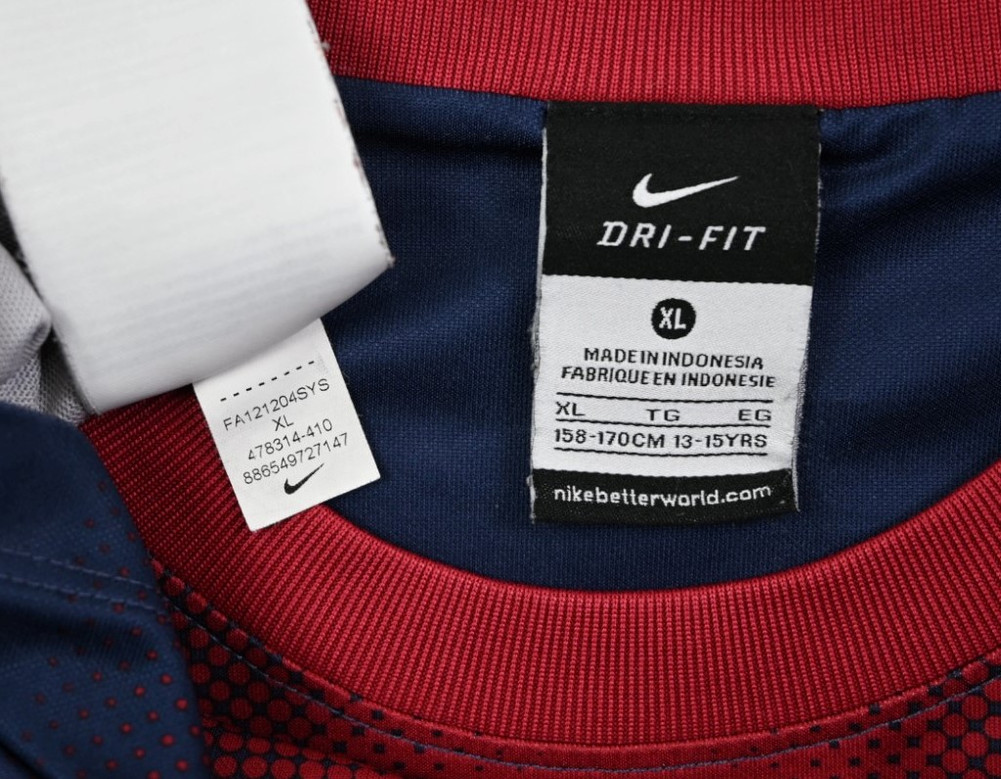 DRI-FIT
XL
MADE IN INDONESIA
FABRIQUE EN INDONESIE
XL TG EG
158-170CM 13-15YRS
nikebetterworld.com
FA121204SYS
XL
478314-410
886549727147